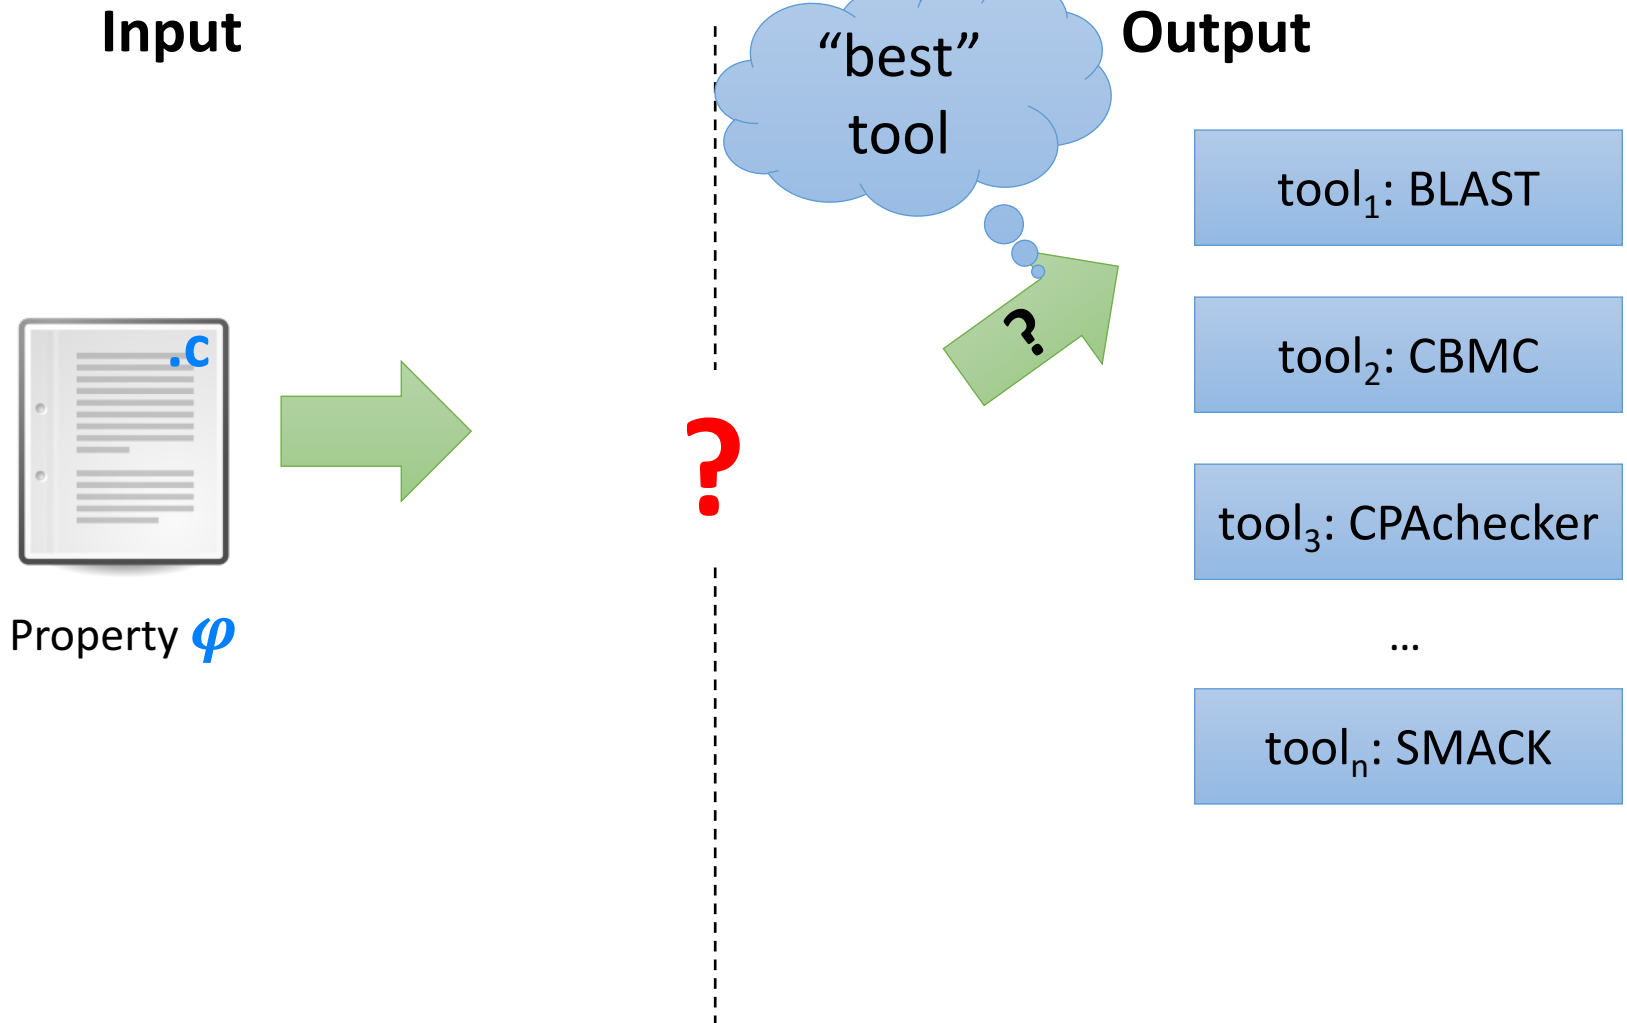 Input
“best”
tool
Output
.c
Property φ
?
?
tool₁: BLAST
tool₂: CBMC
tool₃: CPAchecker
...
toolₙ: SMACK